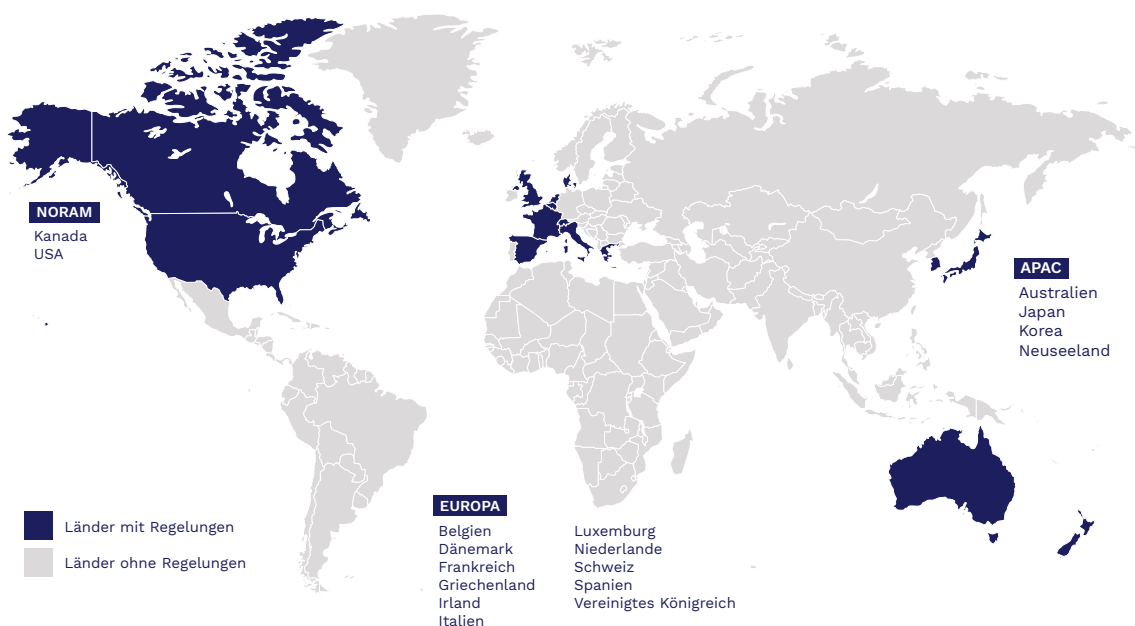 NORAM
Kanada
USA
APAC
Australien
Japan
Korea
Neuseeland
EUROPA
Belgien
Dänemark
Frankreich
Griechenland
Irland
Italien
Luxemburg
Niederlande
Schweiz
Spanien
Vereinigtes Königreich
Länder mit Regelungen
Länder ohne Regelungen